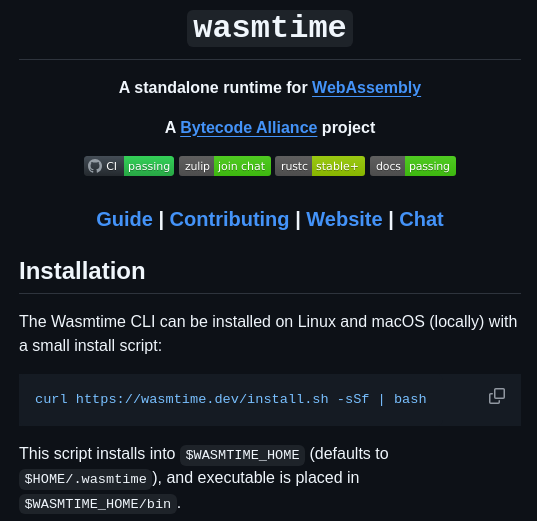 wasmtime
A standalone runtime for WebAssembly
A Bytecode Alliance project
CI passing zulip join chat rustc stable+ docs passing
Guide | Contributing | Website | Chat
Installation
The Wasmtime CLI can be installed on Linux and macOS (locally) with
a small install script:
curl https://wasmtime.dev/install.sh -sSf | bash
This script installs into $WASMTIME_HOME (defaults to
$HOME/.wasmtime), and executable is placed in
$WASMTIME_HOME/bin.